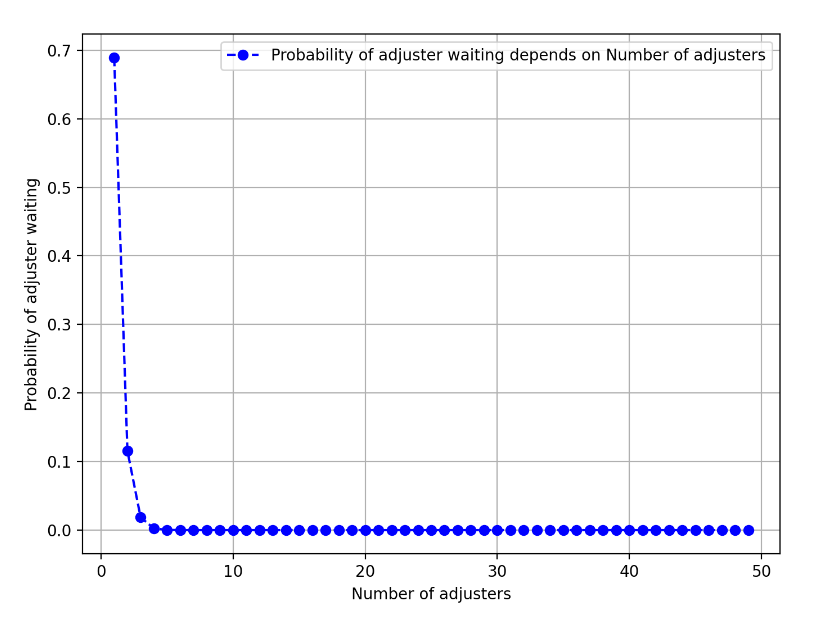 Probability of adjuster waiting depends on Number of adjusters
0.7
0.6
0.5
0.4
0.3
0.2
0.1
0.0
Probability of adjuster waiting
0 10 20 30 40 50
Number of adjusters